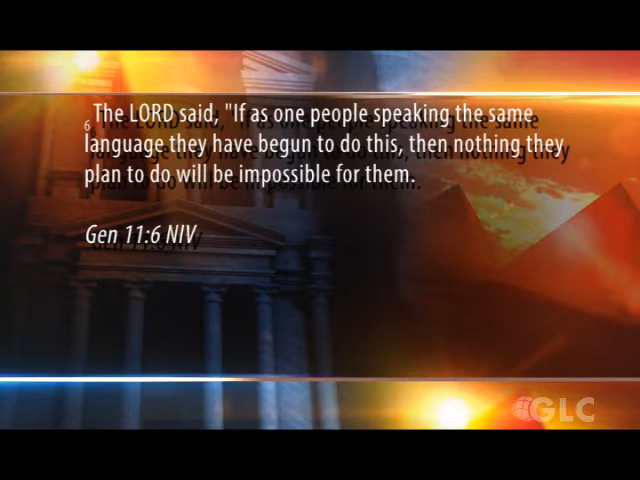 6 The LORD said, "If as one people speaking the same
language they have begun to do this, then nothing they
plan to do will be impossible for them.
Gen 11:6 NIV
GLC